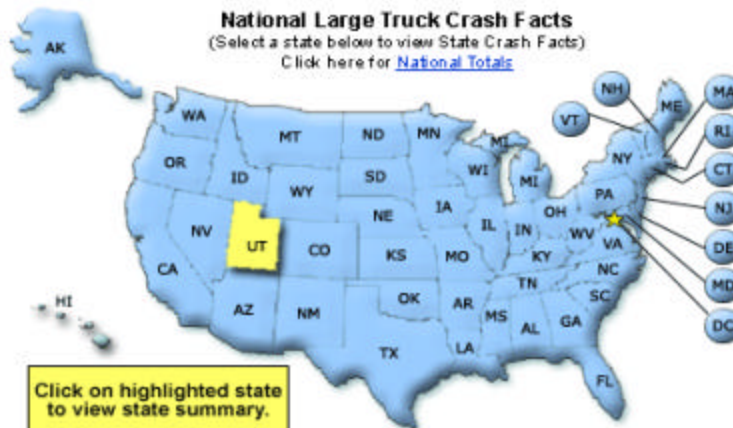 National Large Truck Crash Facts
(Select a state below to view State Crash Facts)
Click here for National Totals
AK
WA
MT
ND
MN
MI
VT
NH
ME
MA
RI
CT
NJ
DE
MD
DC
OR
ID
WY
SD
WI
MI
NY
PA
NV
UT
CO
NE
IA
IL
IN
OH
WV
VA
CA
KS
MO
KY
NC
HI
AZ
NM
OK
AR
TN
SC
TX
LA
MS
AL
GA
FL
Click on highlighted state
to view state summary.